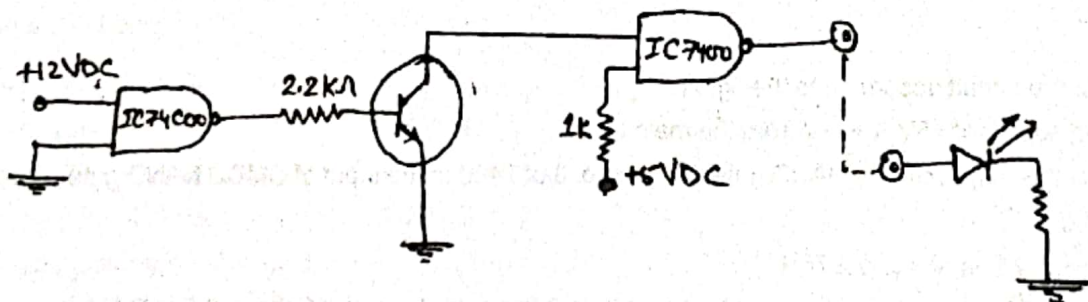 +12VDC
IC74C00
2.2KΩ
IC7400
1k
+5VDC